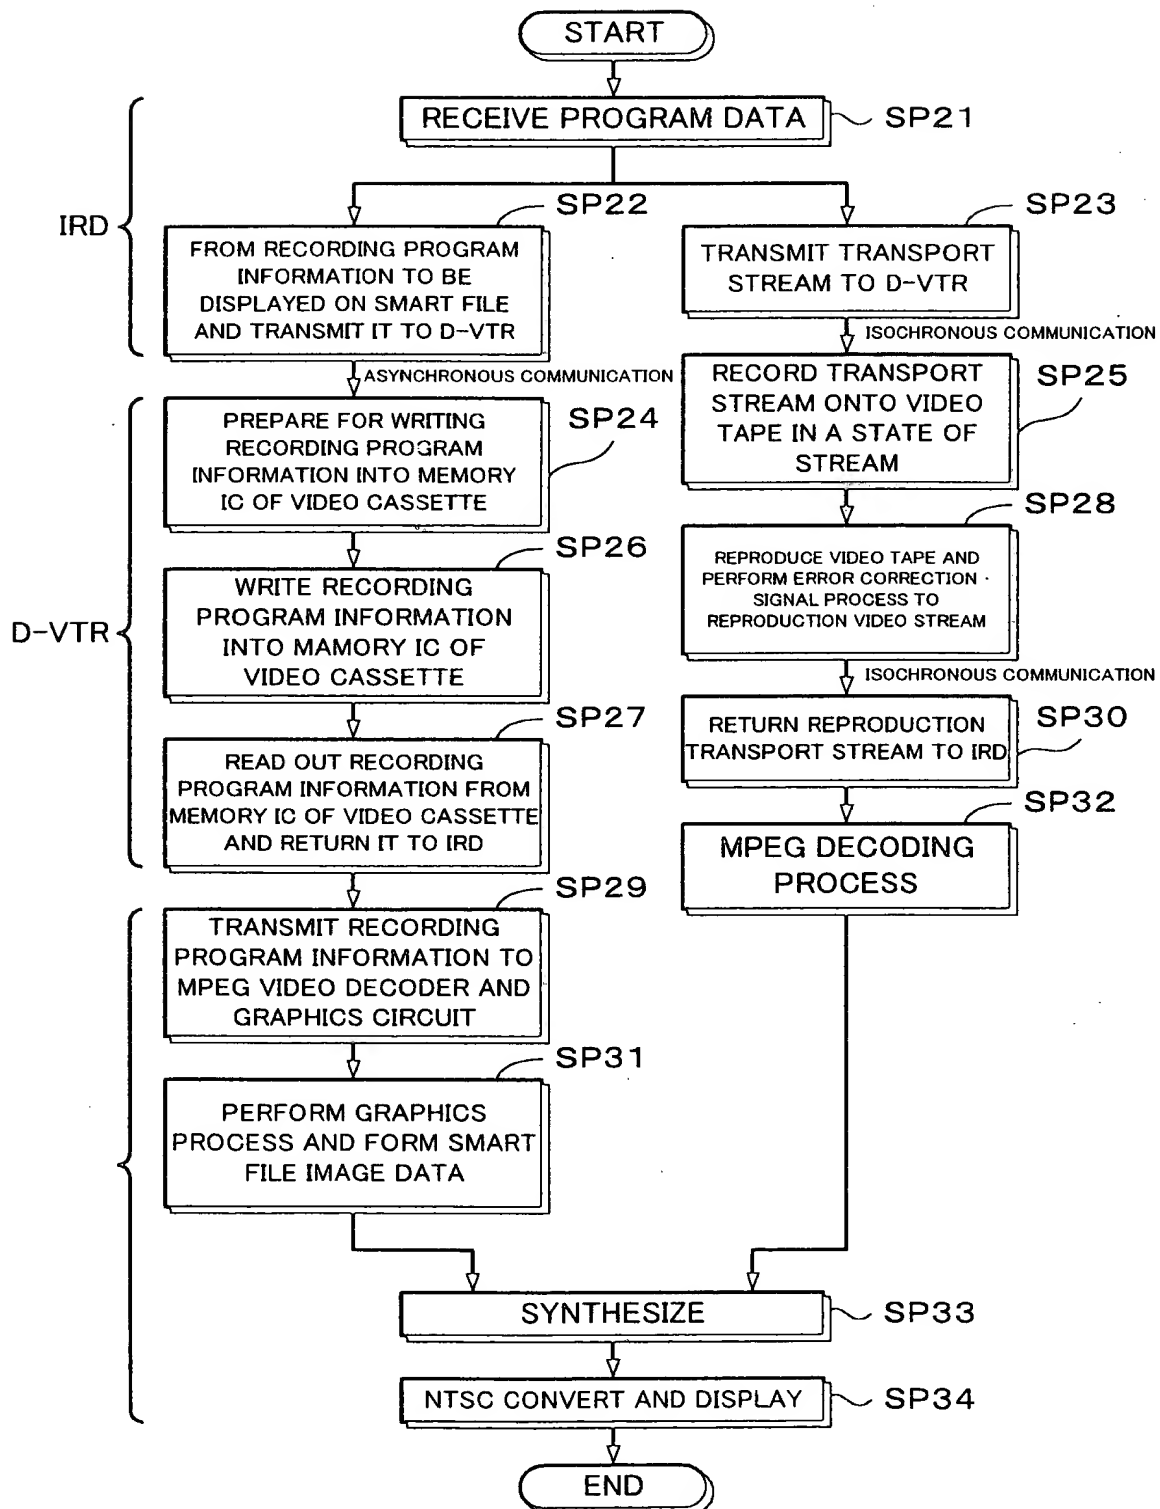 START
RECEIVE PROGRAM DATA
SP21
IRD
SP22
FROM RECORDING PROGRAM
INFORMATION TO BE
DISPLAYED ON SMART FILE
AND TRANSMIT IT TO D-VTR
SP23
TRANSMIT TRANSPORT
STREAM TO D-VTR
ISOCHRONOUS COMMUNICATION
ASYNCHRONOUS COMMUNICATION
D-VTR
SP24
PREPARE FOR WRITING
RECORDING PROGRAM
INFORMATION INTO MEMORY
IC OF VIDEO CASSETTE
SP25
RECORD TRANSPORT
STREAM ONTO VIDEO
TAPE IN A STATE OF
STREAM
SP26
WRITE RECORDING
PROGRAM INFORMATION
INTO MAMORY IC OF
VIDEO CASSETTE
SP28
REPRODUCE VIDEO TAPE AND
PERFORM ERROR CORRECTION ·
SIGNAL PROCESS TO
REPRODUCTION VIDEO STREAM
ISOCHRONOUS COMMUNICATION
SP27
READ OUT RECORDING
PROGRAM INFORMATION FROM
MEMORY IC OF VIDEO CASSETTE
AND RETURN IT TO IRD
SP30
RETURN REPRODUCTION
TRANSPORT STREAM TO IRD
SP32
MPEG DECODING
PROCESS
SP29
TRANSMIT RECORDING
PROGRAM INFORMATION TO
MPEG VIDEO DECODER AND
GRAPHICS CIRCUIT
SP31
PERFORM GRAPHICS
PROCESS AND FORM SMART
FILE IMAGE DATA
SYNTHESIZE
SP33
NTSC CONVERT AND DISPLAY
SP34
END